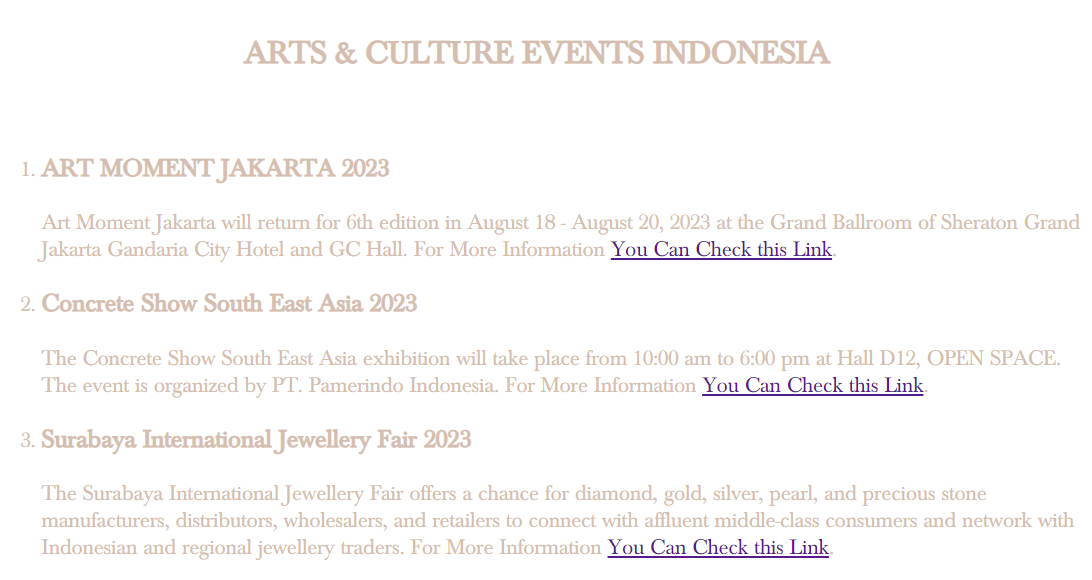 ARTS & CULTURE EVENTS INDONESIA
1. ART MOMENT JAKARTA 2023
Art Moment Jakarta will return for 6th edition in August 18 - August 20, 2023 at the Grand Ballroom of Sheraton Grand
Jakarta Gandaria City Hotel and GC Hall. For More Information You Can Check this Link.
2. Concrete Show South East Asia 2023
The Concrete Show South East Asia exhibition will take place from 10:00 am to 6:00 pm at Hall D12, OPEN SPACE.
The event is organized by PT. Pamerindo Indonesia. For More Information You Can Check this Link.
3. Surabaya International Jewellery Fair 2023
The Surabaya International Jewellery Fair offers a chance for diamond, gold, silver, pearl, and precious stone
manufacturers, distributors, wholesalers, and retailers to connect with affluent middle-class consumers and network with
Indonesian and regional jewellery traders. For More Information You Can Check this Link.